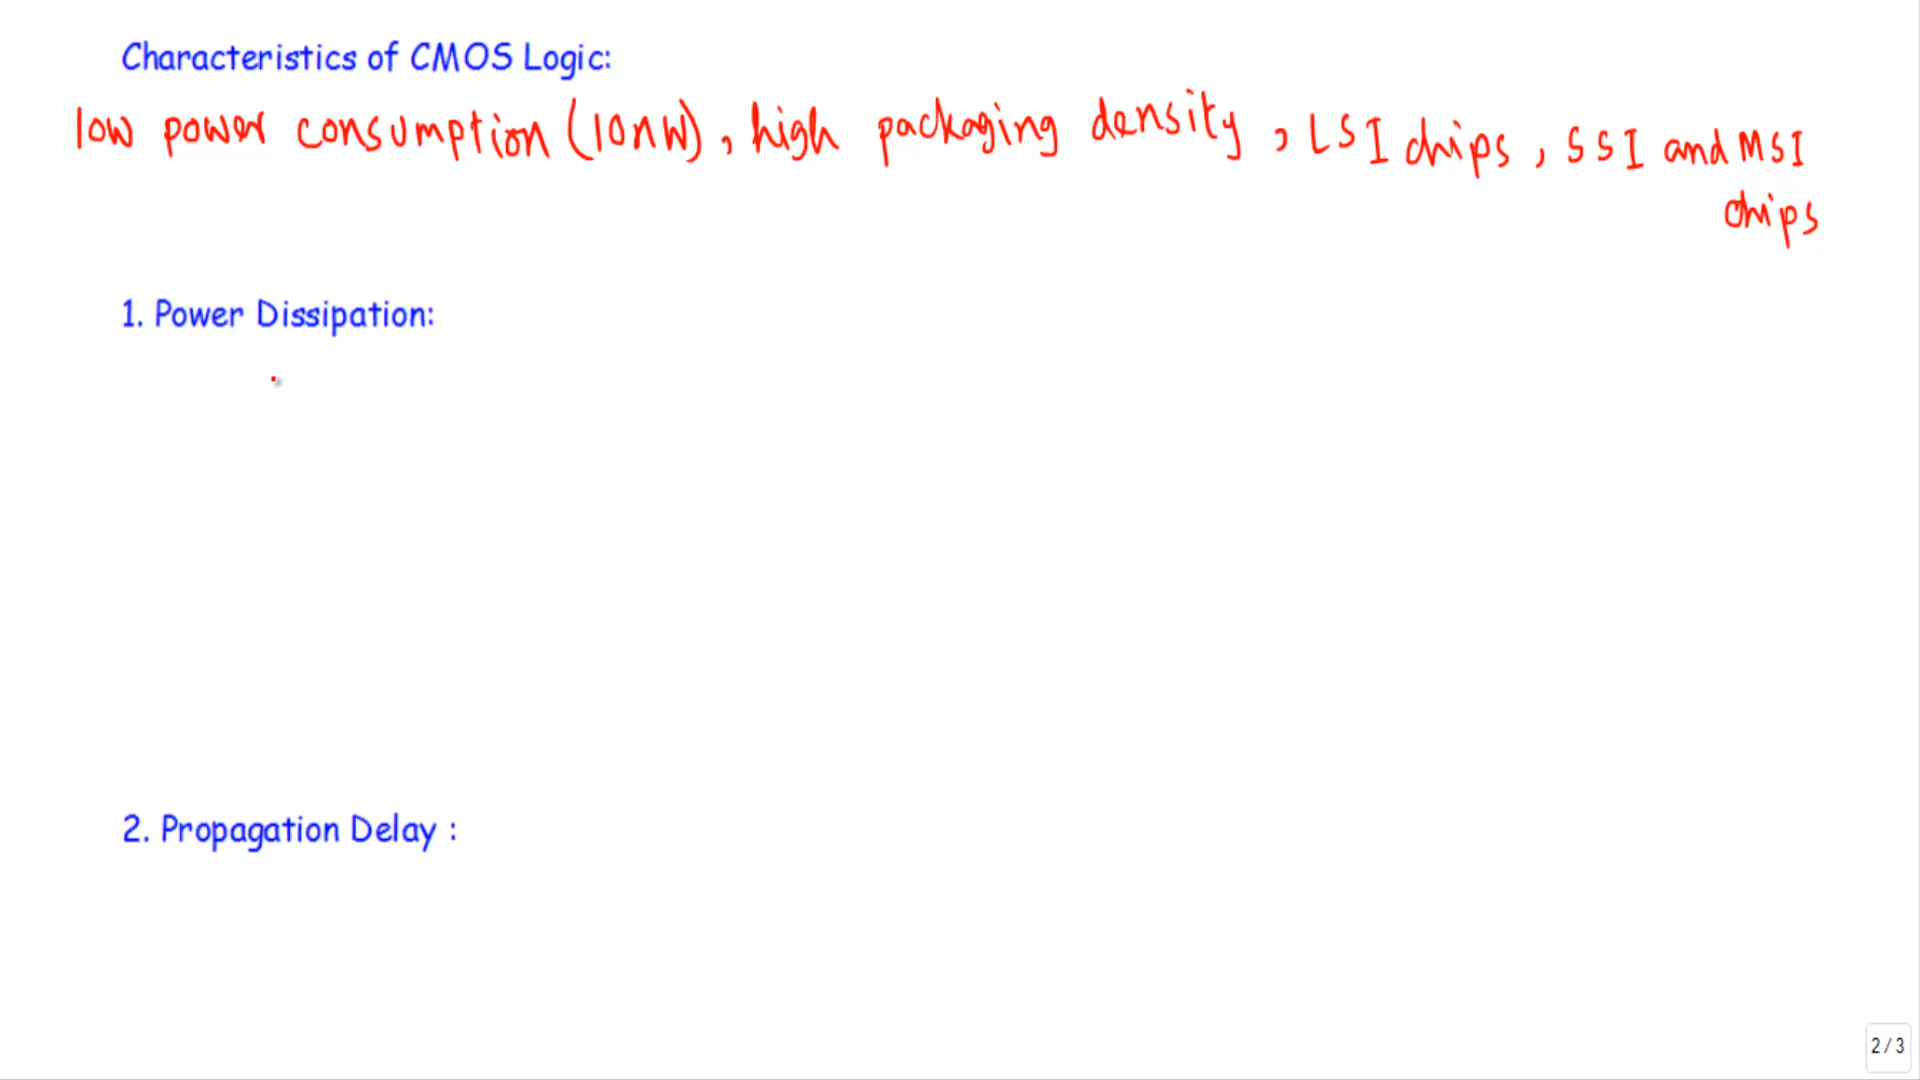 Characteristics of CMOS Logic:
low power consumption (10nW), high packaging density, LSI chips, SSI and MSI
chips
1. Power Dissipation:
2. Propagation Delay :
2 / 3